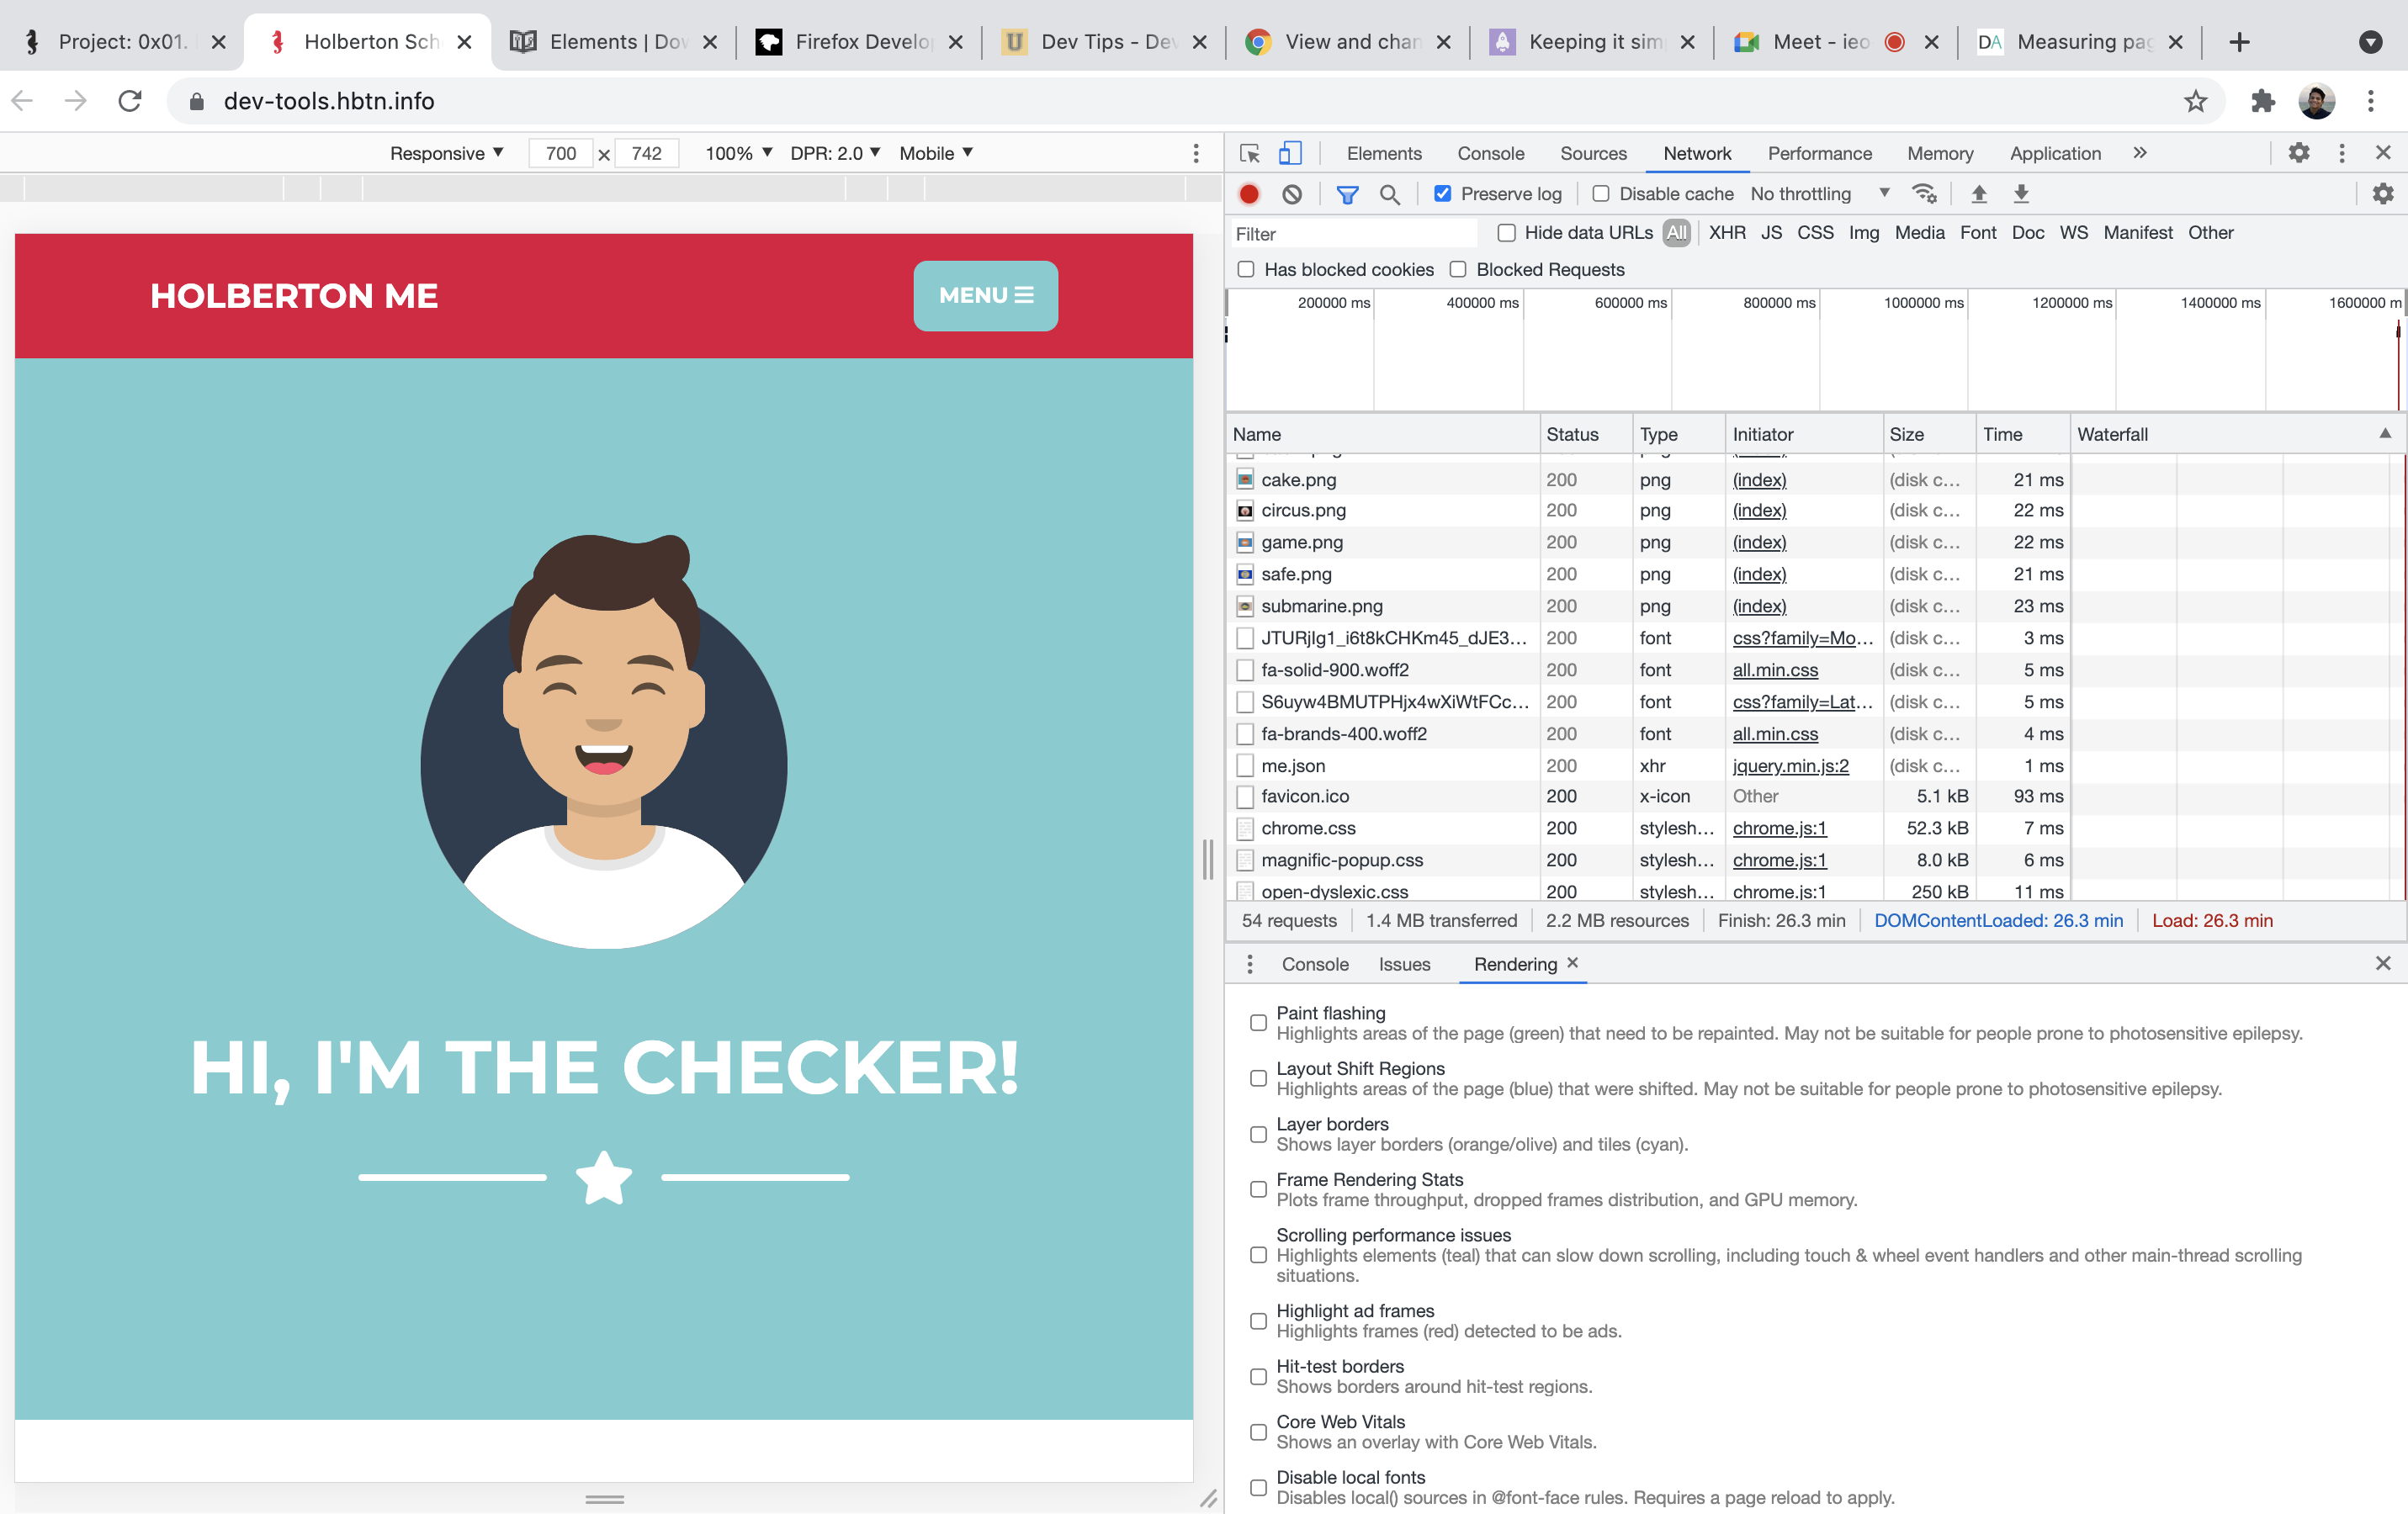 Project: 0x01.
Holberton Sch
Elements | Dow
Firefox Develo
Dev Tips - Dev
View and chan
Keeping it sim
Meet - ieo
DA Measuring pag
dev-tools.hbtn.info
Responsive 700 × 742 100% DPR: 2.0 Mobile
HOLBERTON ME
MENU
HI, I'M THE CHECKER!
Elements Console Sources Network Performance Memory Application »
Preserve log Disable cache No throttling
Filter Hide data URLs All XHR JS CSS Img Media Font Doc WS Manifest Other
Has blocked cookies Blocked Requests
200000 ms 400000 ms 600000 ms 800000 ms 1000000 ms 1200000 ms 1400000 ms 1600000 m
Name Status Type Initiator Size Time Waterfall
cake.png 200 png (index) (disk c... 21 ms
circus.png 200 png (index) (disk c... 22 ms
game.png 200 png (index) (disk c... 22 ms
safe.png 200 png (index) (disk c... 21 ms
submarine.png 200 png (index) (disk c... 23 ms
JTURjIg1_i6t8kCHKm45_dJE3... 200 font css?family=Mo... (disk c... 3 ms
fa-solid-900.woff2 200 font all.min.css (disk c... 5 ms
S6uyw4BMUTPHjx4wXiWtFCc... 200 font css?family=Lat... (disk c... 5 ms
fa-brands-400.woff2 200 font all.min.css (disk c... 4 ms
me.json 200 xhr jquery.min.js:2 (disk c... 1 ms
favicon.ico 200 x-icon Other 5.1 kB 93 ms
chrome.css 200 stylesh... chrome.js:1 52.3 kB 7 ms
magnific-popup.css 200 stylesh... chrome.js:1 8.0 kB 6 ms
open-dyslexic.css 200 stylesh... chrome.js:1 250 kB 11 ms
54 requests 1.4 MB transferred 2.2 MB resources Finish: 26.3 min DOMContentLoaded: 26.3 min Load: 26.3 min
Console Issues Rendering
Paint flashing
Highlights areas of the page (green) that need to be repainted. May not be suitable for people prone to photosensitive epilepsy.
Layout Shift Regions
Highlights areas of the page (blue) that were shifted. May not be suitable for people prone to photosensitive epilepsy.
Layer borders
Shows layer borders (orange/olive) and tiles (cyan).
Frame Rendering Stats
Plots frame throughput, dropped frames distribution, and GPU memory.
Scrolling performance issues
Highlights elements (teal) that can slow down scrolling, including touch & wheel event handlers and other main-thread scrolling
situations.
Highlight ad frames
Highlights frames (red) detected to be ads.
Hit-test borders
Shows borders around hit-test regions.
Core Web Vitals
Shows an overlay with Core Web Vitals.
Disable local fonts
Disables local() sources in @font-face rules. Requires a page reload to apply.